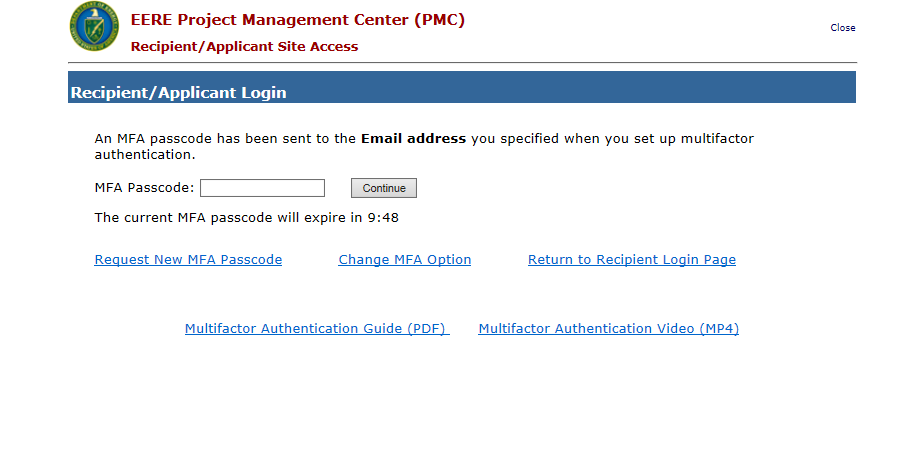 EERE Project Management Center (PMC)
Close
Recipient/Applicant Site Access
Recipient/Applicant Login
An MFA passcode has been sent to the Email address you specified when you set up multifactor
authentication.
MFA Passcode: Continue
The current MFA passcode will expire in 9:48
Request New MFA Passcode Change MFA Option Return to Recipient Login Page
Multifactor Authentication Guide (PDF) Multifactor Authentication Video (MP4)